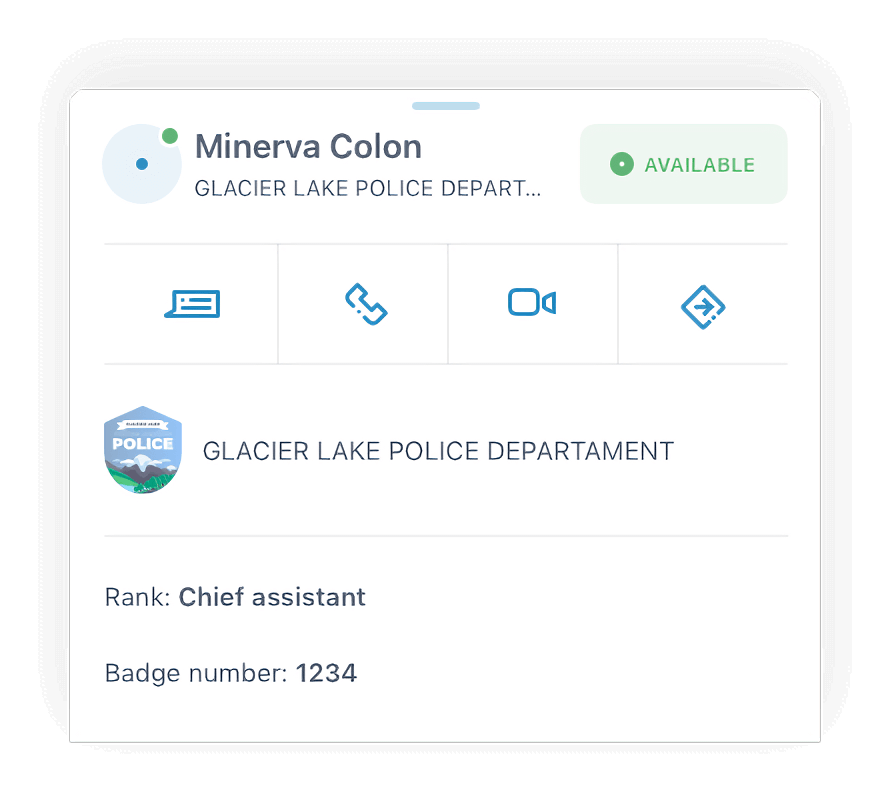 Minerva Colon
GLACIER LAKE POLICE DEPART...
AVAILABLE
POLICE
GLACIER LAKE POLICE DEPARTAMENT
Rank: Chief assistant
Badge number: 1234